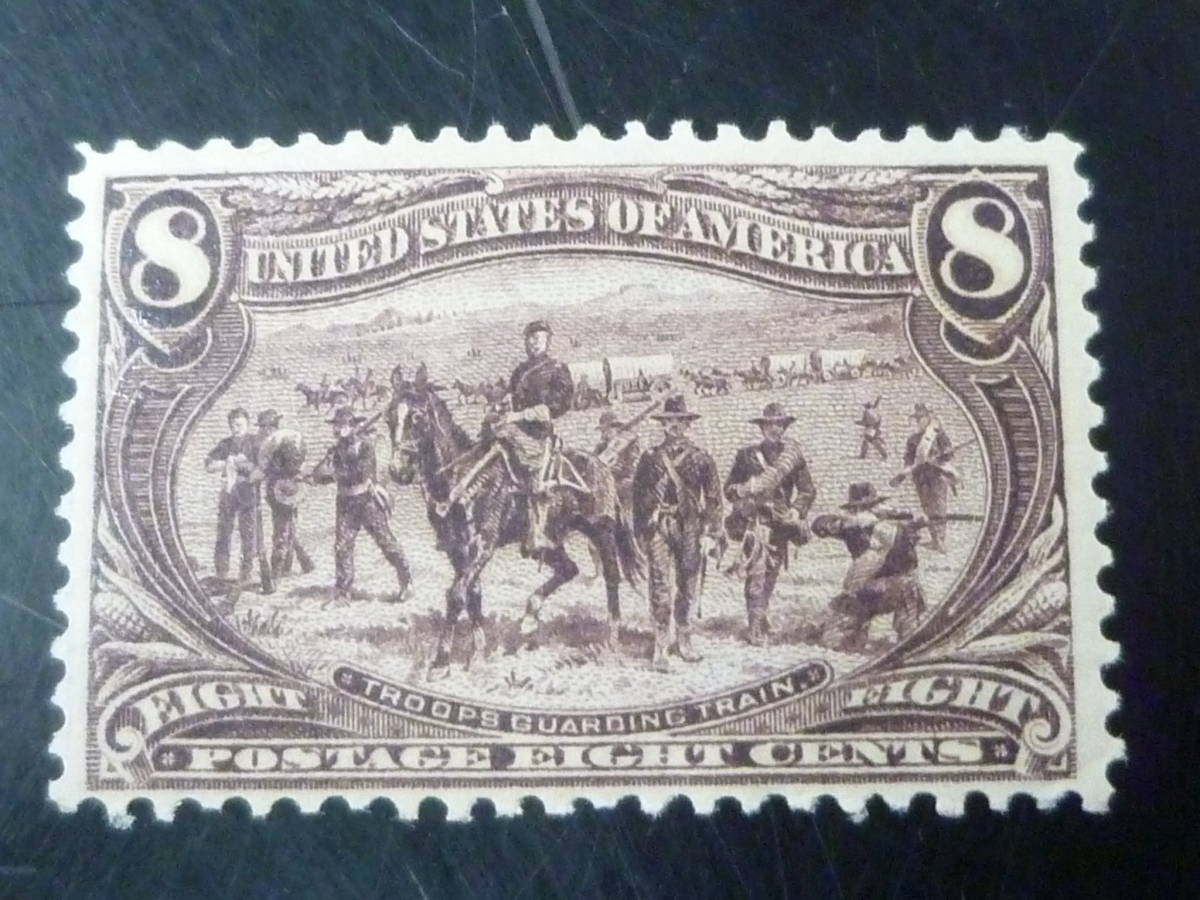 8 UNITED STATES OF AMERICA 8
TROOPS GUARDING TRAIN.
EIGHT EIGHT
POSTAGE EIGHT CENTS